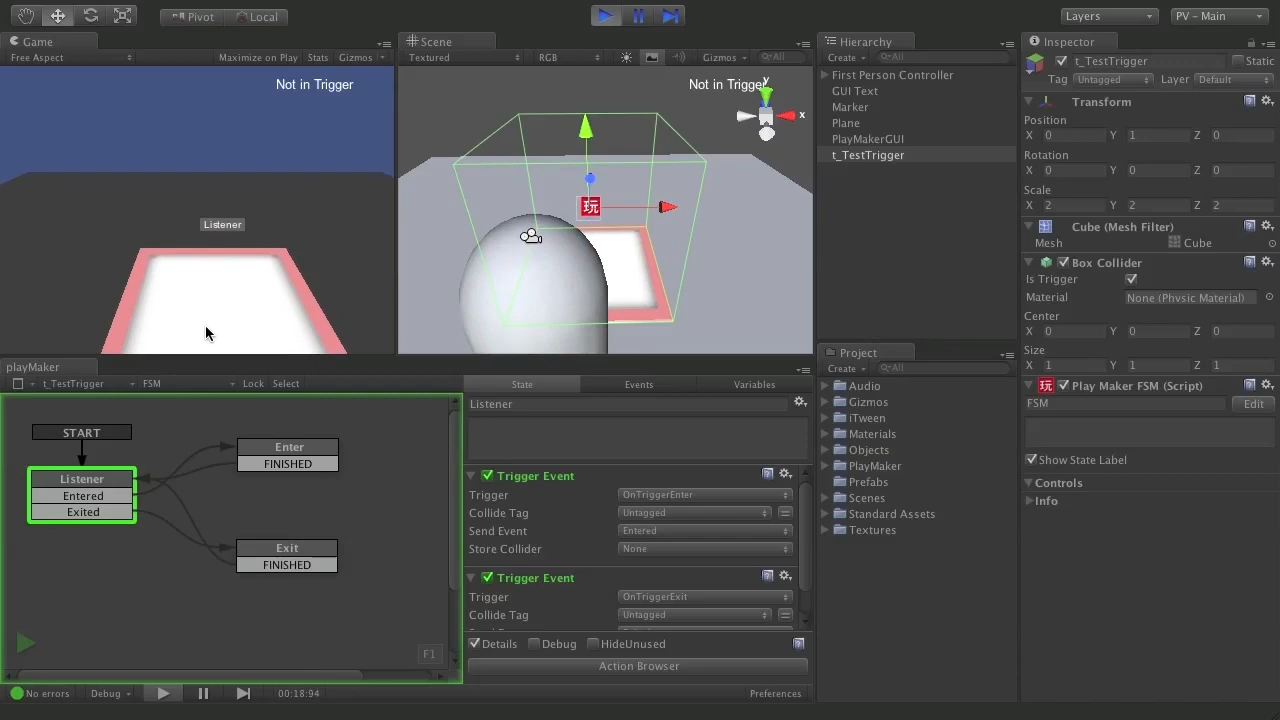 Pivot Local Layers PV - Main
Game
Free Aspect Maximize on Play Stats Gizmos
Not in Trigger
Listener
Scene
Textured RGB Gizmos All
Not in Trigger
y
x
Hierarchy
Create All
First Person Controller
GUI Text
Marker
Plane
PlayMakerGUI
t_TestTrigger
玩
Inspector
t_TestTrigger Static
Tag Untagged Layer Default
Transform
Position
X 0 Y 1 Z 0
Rotation
X 0 Y 0 Z 0
Scale
X 2 Y 2 Z 2
Cube (Mesh Filter)
Mesh Cube
Box Collider
Is Trigger
Material None (Physic Material)
Center
X 0 Y 0 Z 0
Size
X 1 Y 1 Z 1
玩 Play Maker FSM (Script)
FSM Edit
Show State Label
Controls
Info
Project
Create All
Audio
Gizmos
iTween
Materials
Objects
PlayMaker
Prefabs
Scenes
Standard Assets
Textures
playMaker
t_TestTrigger FSM Lock Select
START
Listener
Entered
Exited
Enter
FINISHED
Exit
FINISHED
F1
State Events Variables
Listener
Trigger Event
Trigger OnTriggerEnter
Collide Tag Untagged
Send Event Entered
Store Collider None
Trigger Event
Trigger OnTriggerExit
Collide Tag Untagged
Details Debug HideUnused
Action Browser
No errors Debug 00:18:94 Preferences